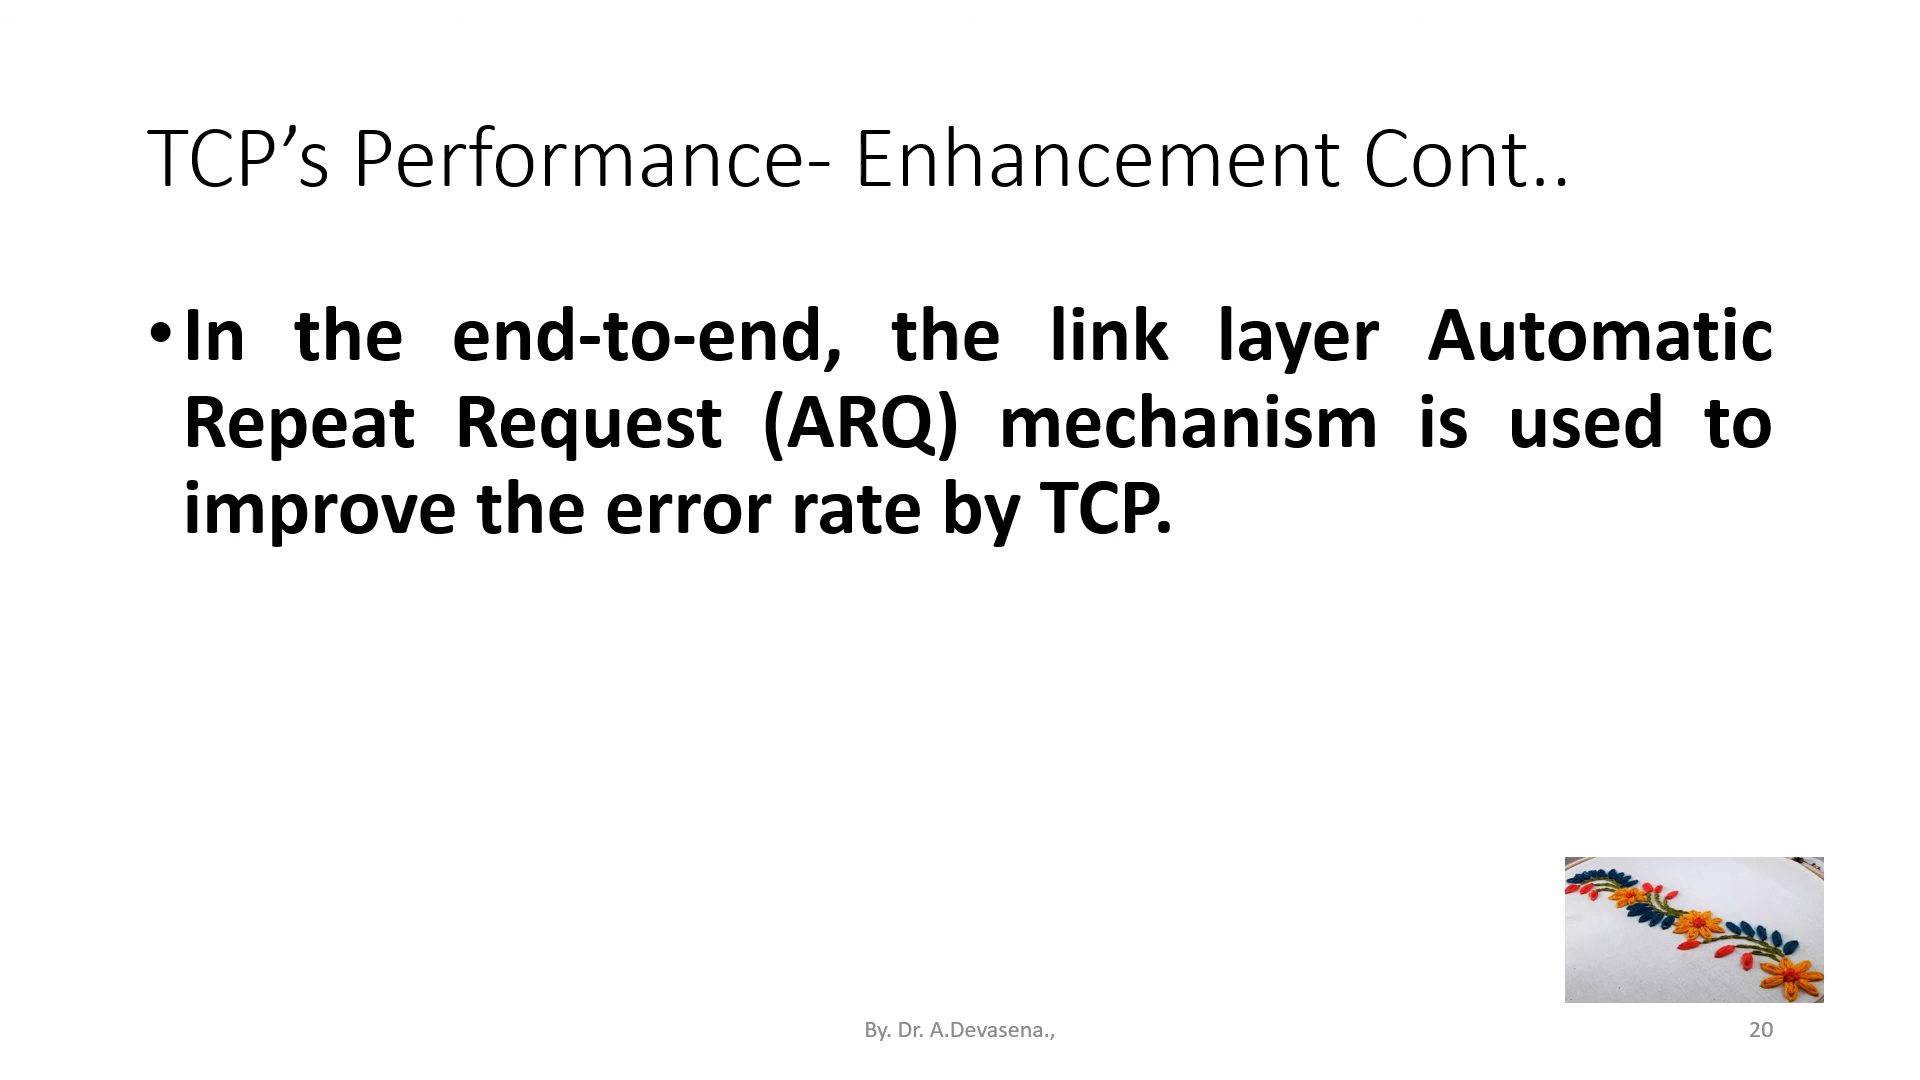 TCP’s Performance- Enhancement Cont..
•In the end-to-end, the link layer Automatic
Repeat Request (ARQ) mechanism is used to
improve the error rate by TCP.
By. Dr. A.Devasena.,
20